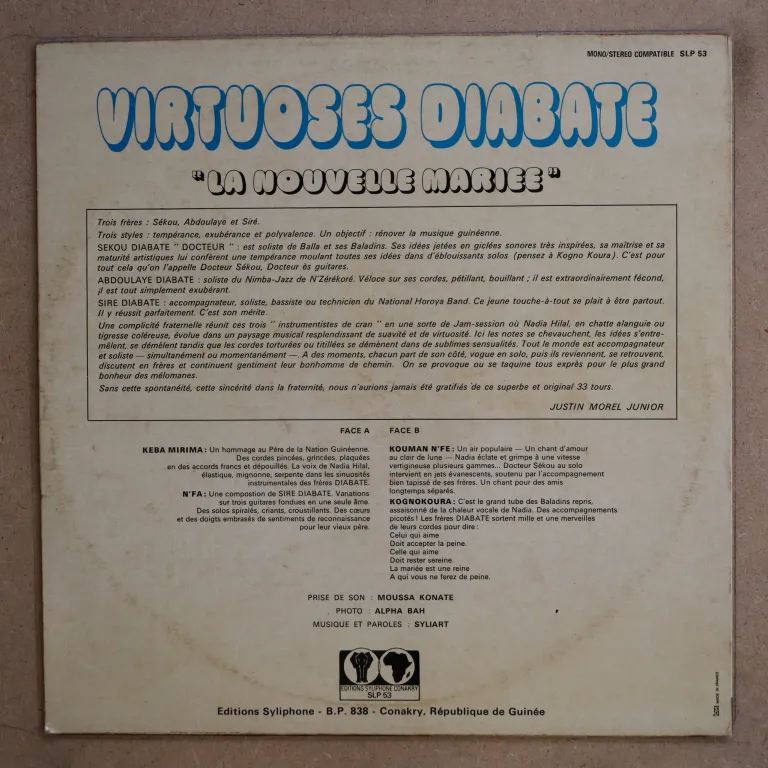 MONO/STEREO COMPATIBLE SLP 53
VIRTUOSES DIABATE
"LA NOUVELLE MARIEE"
Trois frères : Sékou, Abdoulaye et Siré.
Trois styles : tempérance, exubérance et polyvalence. Un objectif : rénover la musique guinéenne.
SEKOU DIABATE " DOCTEUR " : est soliste de Balla et ses Baladins. Ses idées jetées en giclées sonores très inspirées, sa maîtrise et sa
maturité artistiques lui confèrent une tempérance moulant toutes ses idées dans d'éblouissants solos (pensez à Kogno Koura). C'est pour
tout cela qu'on l'appelle Docteur Sékou, Docteur ès guitares.
ABDOULAYE DIABATE : soliste du Nimba-Jazz de N'Zérékoré. Véloce sur ses cordes, pétillant, bouillant ; il est extraordinairement fécond,
il est tout simplement exubérant.
SIRE DIABATE : accompagnateur, soliste, bassiste ou technicien du National Horoya Band. Ce jeune touche-à-tout se plait à être partout.
Il y réussit parfaitement. C'est son mérite.
Une complicité fraternelle réunit ces trois " instrumentistes de cran " en une sorte de Jam-session où Nadia Hilal, en chatte alanguie ou
tigresse coléreuse, évolue dans un paysage musical resplendissant de suavité et de virtuosité. Ici les notes se chevauchent, les idées s'entre-
mêlent, se démêlent tandis que les cordes torturées ou titillées se démènent dans de sublimes sensualités. Tout le monde est accompagnateur
et soliste — simultanément ou momentanément —. A des moments, chacun part de son côté, vogue en solo, puis ils reviennent, se retrouvent,
discutent en frères et continuent gentiment leur bonhomme de chemin. On se provoque ou se taquine tous exprès pour le plus grand
bonheur des mélomanes.
Sans cette spontanéité, cette sincérité dans la fraternité, nous n'aurions jamais été gratifiés de ce superbe et original 33 tours.
JUSTIN MOREL JUNIOR
FACE A
KEBA MIRIMA : Un hommage au Père de la Nation Guinéenne.
Des cordes pincées, grincées, plaquées
en des accords francs et dépouillés. La voix de Nadia Hilal,
élastique, mignonne, serpente dans les sinuosités
instrumentales des frères DIABATE.
N'FA : Une compostion de SIRE DIABATE. Variations
sur trois guitares fondues en une seule âme.
Des solos spiralés, criants, croustillants. Des cœurs
et des doigts embrasés de sentiments de reconnaissance
pour leur vieux père.
FACE B
KOUMAN N'FE : Un air populaire — Un chant d'amour
au clair de lune — Nadia éclate et grimpe à une vitesse
vertigineuse plusieurs gammes... Docteur Sékou au solo
intervient en jets évanescents, soutenu par l'accompagnement
bien tapissé de ses frères. Un chant pour des amis
longtemps séparés.
KOGNOKOURA : C'est le grand tube des Baladins repris,
assaisonné de la chaleur vocale de Nadia. Des accompagnements
picotés ! Les frères DIABATE sortent mille et une merveilles
de leurs cordes pour dire :
Celui qui aime
Doit accepter la peine.
Celle qui aime
Doit rester sereine.
La mariée est une reine
A qui vous ne ferez de peine.
PRISE DE SON : MOUSSA KONATE
PHOTO : ALPHA BAH
MUSIQUE ET PAROLES : SYLIART
EDITIONS SYLIPHONE CONAKRY
SLP 53
Editions Syliphone - B.P. 838 - Conakry, République de Guinée
MADE IN FRANCE